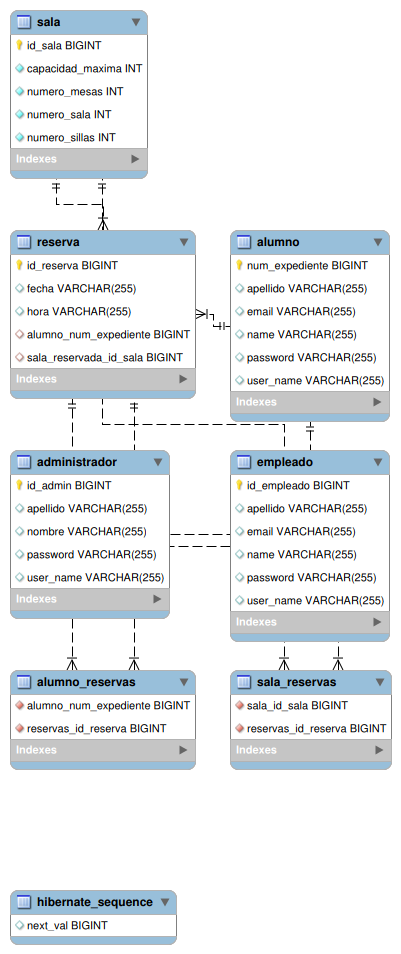 sala
id_sala BIGINT
capacidad_maxima INT
numero_mesas INT
numero_sala INT
numero_sillas INT
Indexes
reserva
id_reserva BIGINT
fecha VARCHAR(255)
hora VARCHAR(255)
alumno_num_expediente BIGINT
sala_reservada_id_sala BIGINT
Indexes
alumno
num_expediente BIGINT
apellido VARCHAR(255)
email VARCHAR(255)
name VARCHAR(255)
password VARCHAR(255)
user_name VARCHAR(255)
Indexes
administrador
id_admin BIGINT
apellido VARCHAR(255)
nombre VARCHAR(255)
password VARCHAR(255)
user_name VARCHAR(255)
Indexes
empleado
id_empleado BIGINT
apellido VARCHAR(255)
email VARCHAR(255)
name VARCHAR(255)
password VARCHAR(255)
user_name VARCHAR(255)
Indexes
alumno_reservas
alumno_num_expediente BIGINT
reservas_id_reserva BIGINT
Indexes
sala_reservas
sala_id_sala BIGINT
reservas_id_reserva BIGINT
Indexes
hibernate_sequence
next_val BIGINT